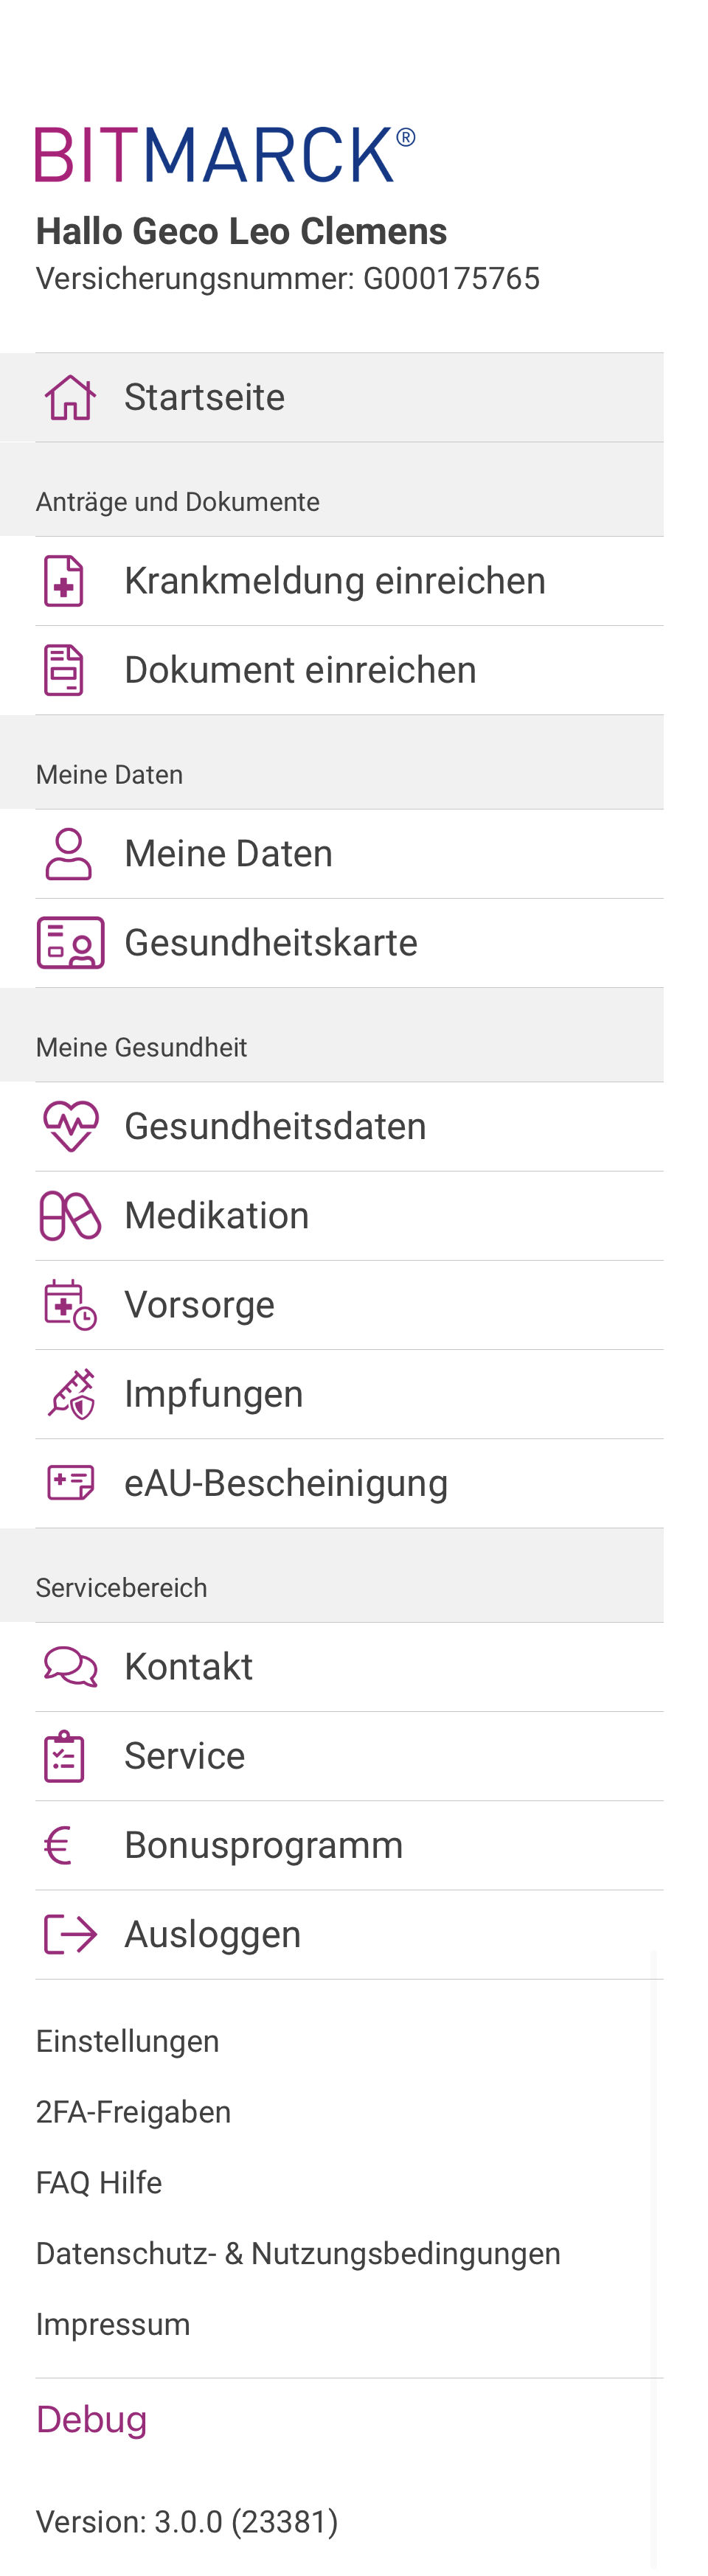 BITMARCK®
Hallo Geco Leo Clemens
Versicherungsnummer: G000175765
Startseite
Anträge und Dokumente
Krankmeldung einreichen
Dokument einreichen
Meine Daten
Meine Daten
Gesundheitskarte
Meine Gesundheit
Gesundheitsdaten
Medikation
Vorsorge
Impfungen
eAU-Bescheinigung
Servicebereich
Kontakt
Service
Bonusprogramm
Ausloggen
Einstellungen
2FA-Freigaben
FAQ Hilfe
Datenschutz- & Nutzungsbedingungen
Impressum
Debug
Version: 3.0.0 (23381)